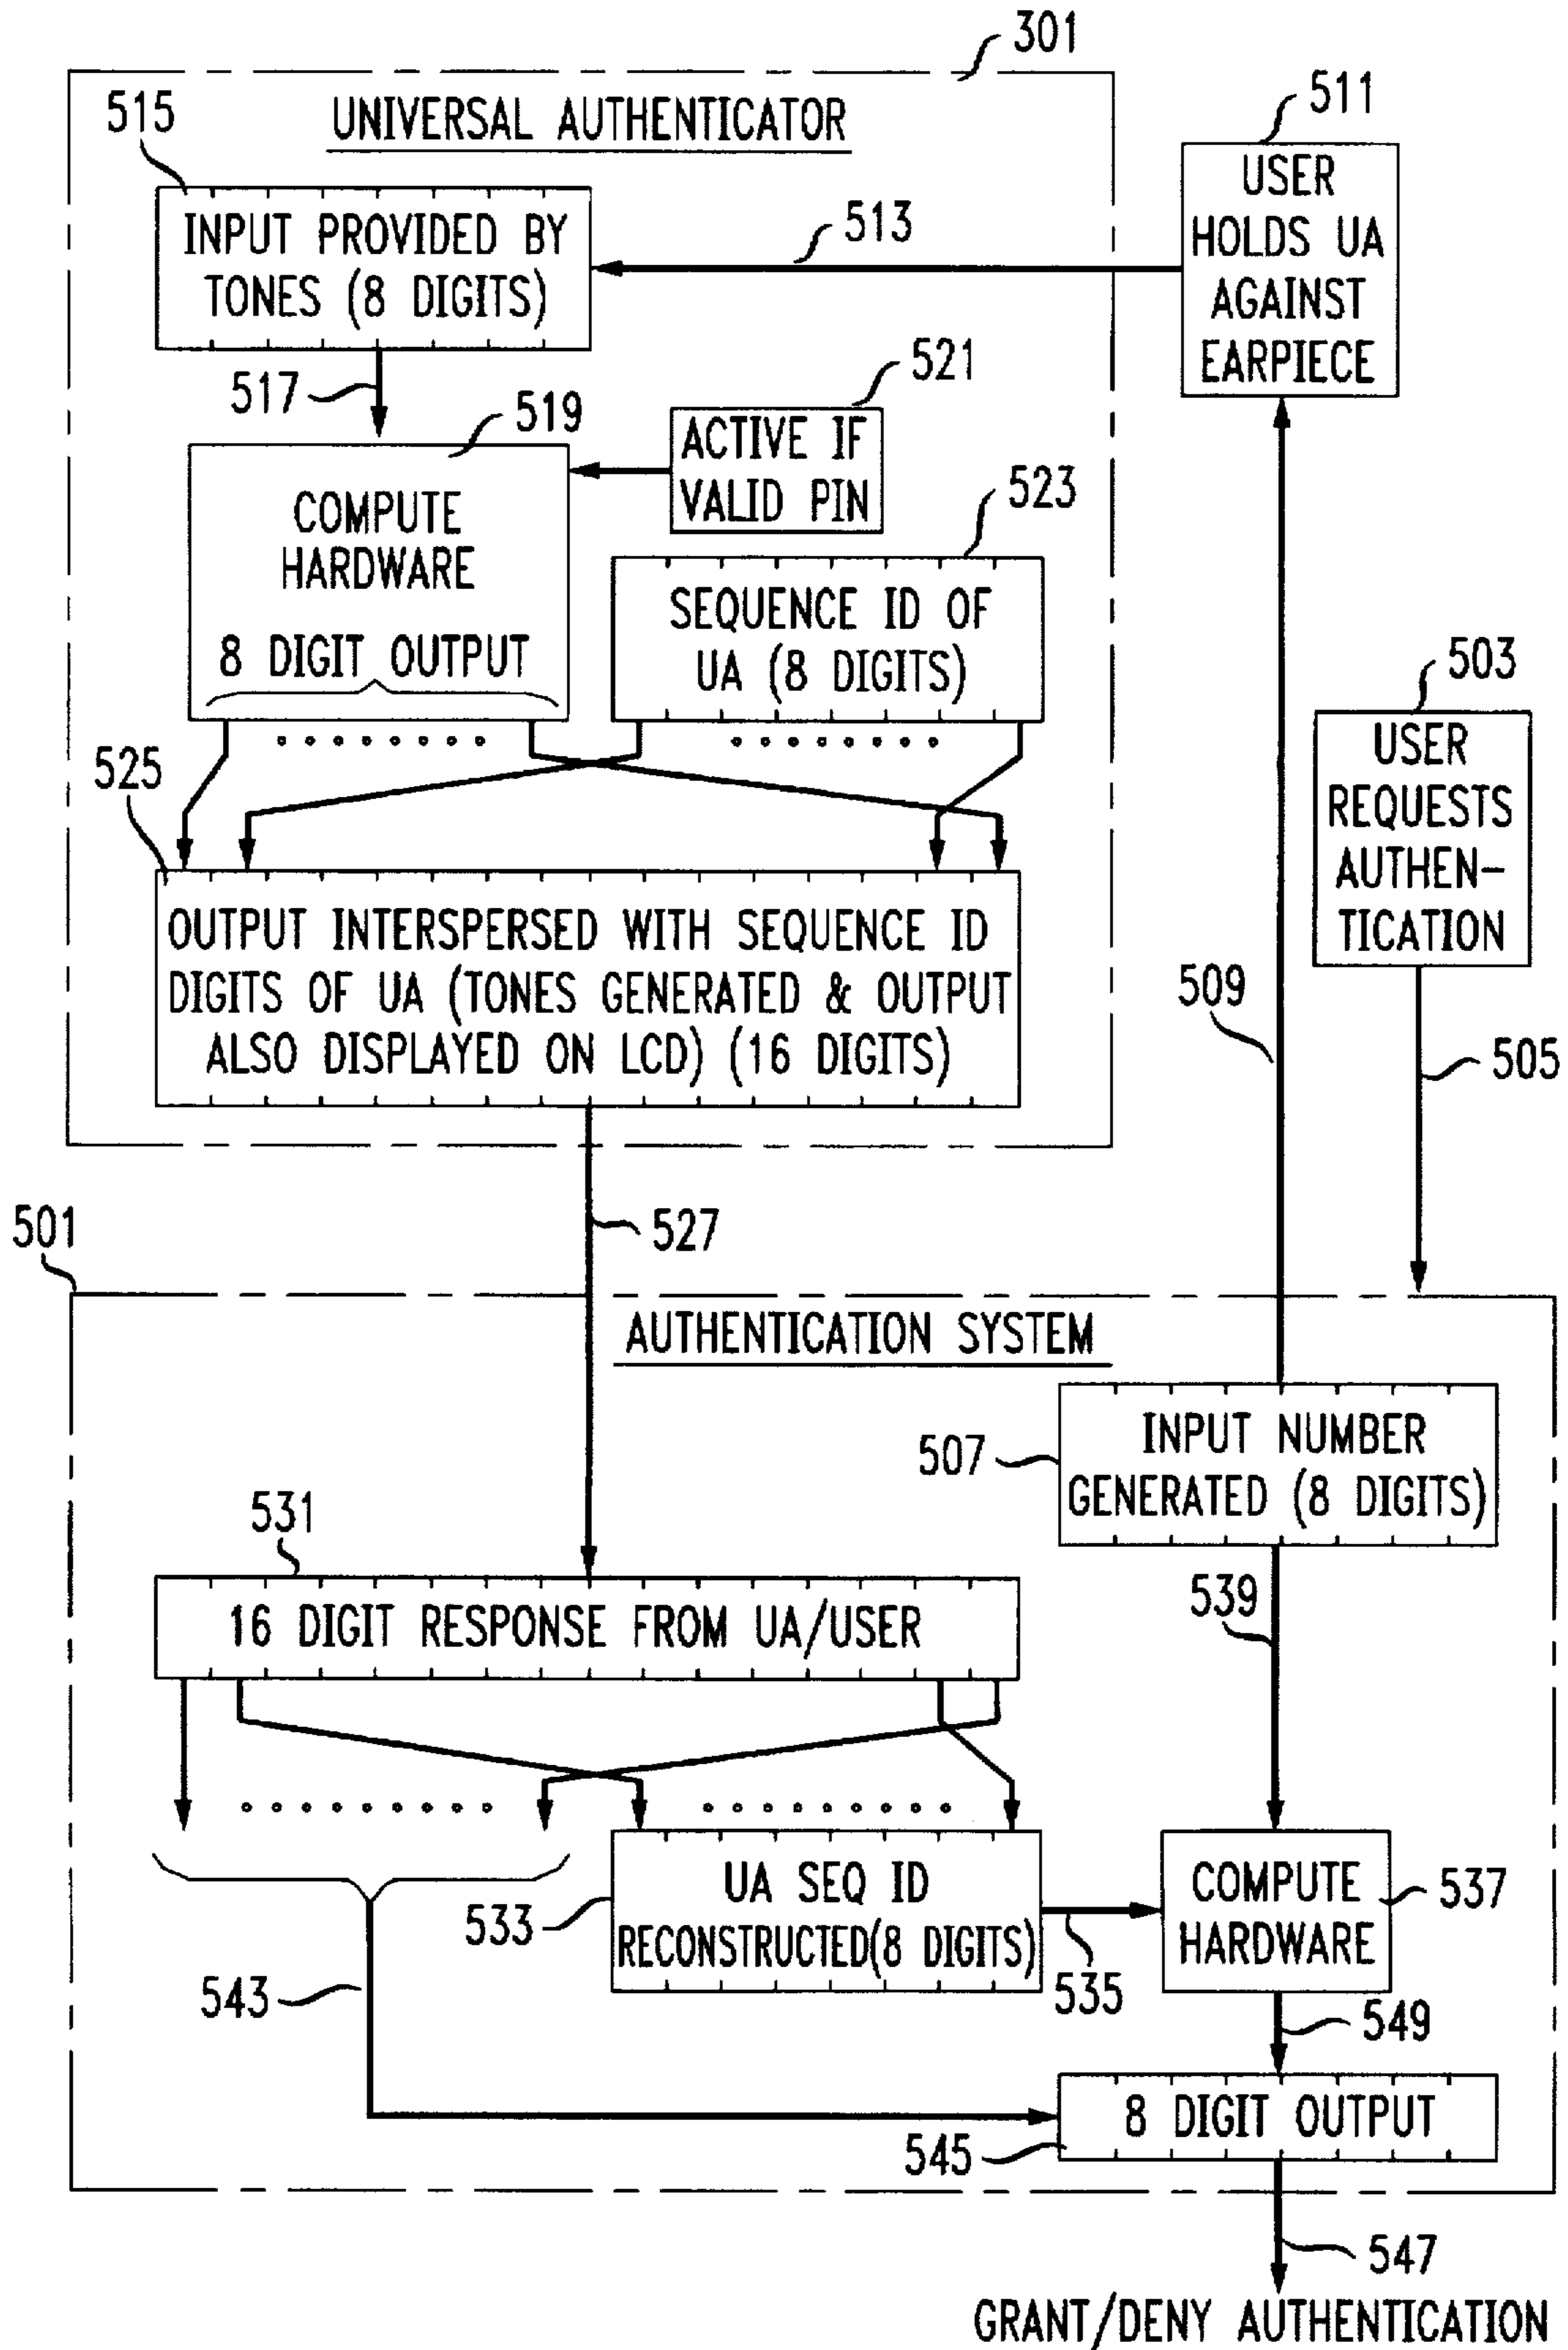 301
UNIVERSAL AUTHENTICATOR
515
511
INPUT PROVIDED BY
TONES (8 DIGITS)
513
USER
HOLDS UA
AGAINST
EARPIECE
517
519
521
ACTIVE IF
VALID PIN
COMPUTE
HARDWARE
8 DIGIT OUTPUT
523
SEQUENCE ID OF
UA (8 DIGITS)
503
USER
REQUESTS
AUTHEN-
TICATION
525
OUTPUT INTERSPERSED WITH SEQUENCE ID
DIGITS OF UA (TONES GENERATED & OUTPUT
ALSO DISPLAYED ON LCD) (16 DIGITS)
509
505
527
501
AUTHENTICATION SYSTEM
507
INPUT NUMBER
GENERATED (8 DIGITS)
531
16 DIGIT RESPONSE FROM UA/USER
539
533
UA SEQ ID
RECONSTRUCTED(8 DIGITS)
535
COMPUTE
HARDWARE
537
543
549
8 DIGIT OUTPUT
545
547
GRANT/DENY AUTHENTICATION